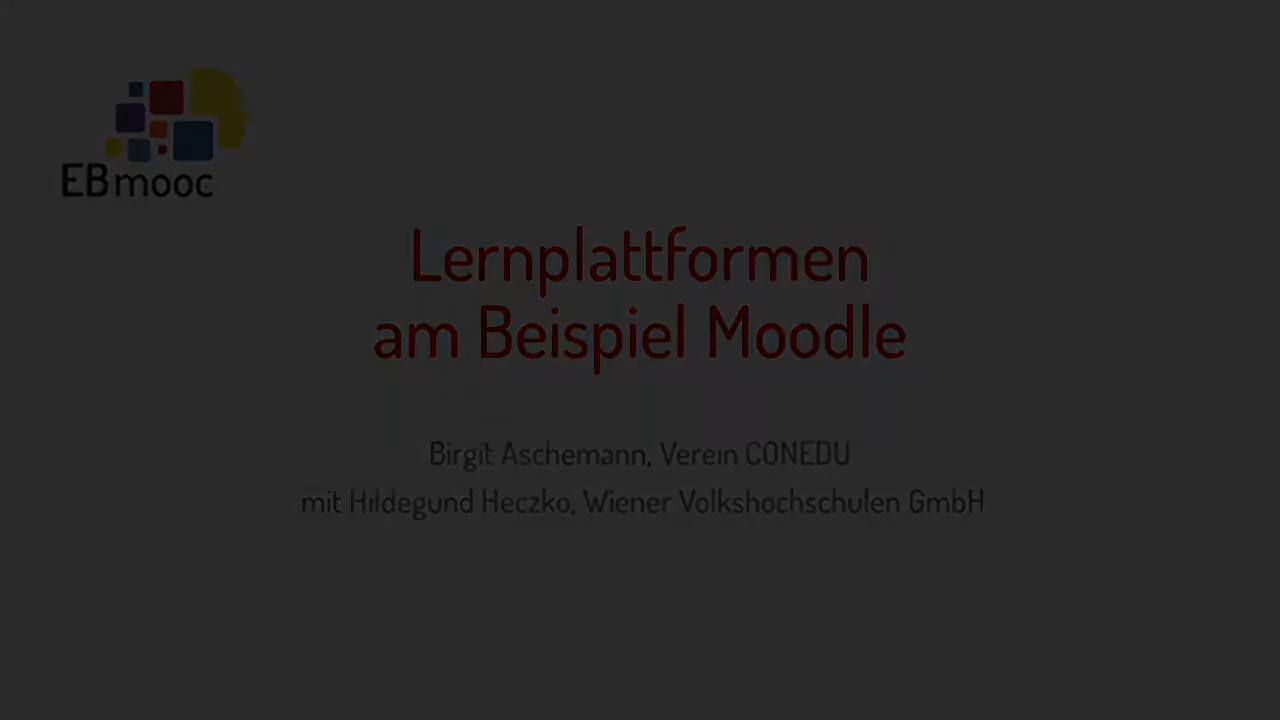 EBmooc
Lernplattformen
am Beispiel Moodle
Birgit Aschemann, Verein CONEDU
mit Hildegund Heczko, Wiener Volkshochschulen GmbH